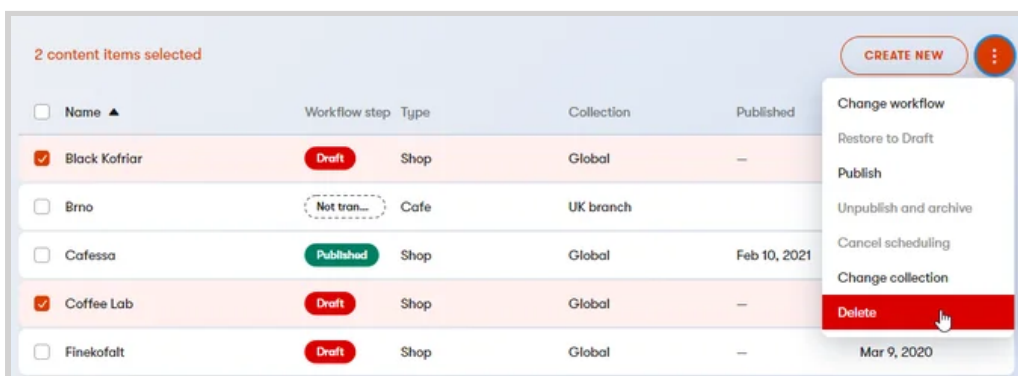 2 content items selected
CREATE NEW
Name ▲ Workflow step Type Collection Published
Change workflow
Restore to Draft
Publish
Unpublish and archive
Cancel scheduling
Change collection
Delete
Black Kofriar Draft Shop Global —
Brno Not tran... Cafe UK branch
Cafessa Published Shop Global Feb 10, 2021
Coffee Lab Draft Shop Global —
Finekofalt Draft Shop Global — Mar 9, 2020